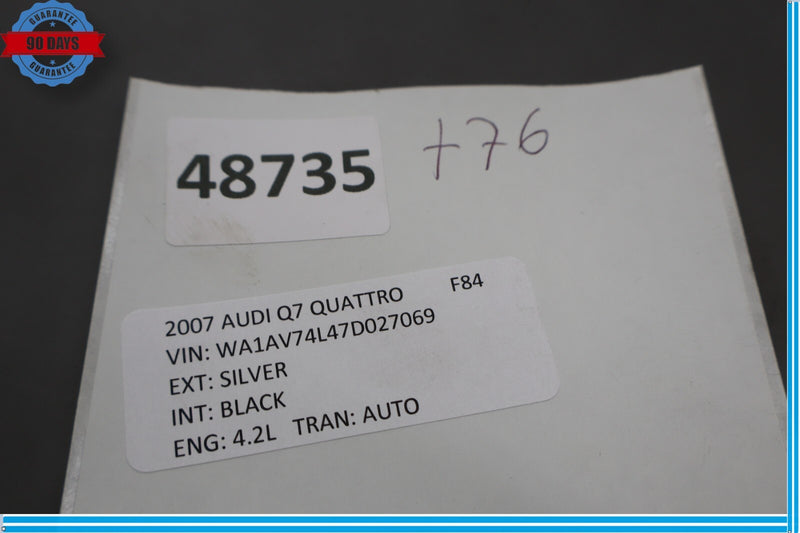 GUARANTEE
90 DAYS
GUARANTEE
48735
+76
2007 AUDI Q7 QUATTRO F84
VIN: WA1AV74L47D027069
EXT: SILVER
INT: BLACK
ENG: 4.2L TRAN: AUTO